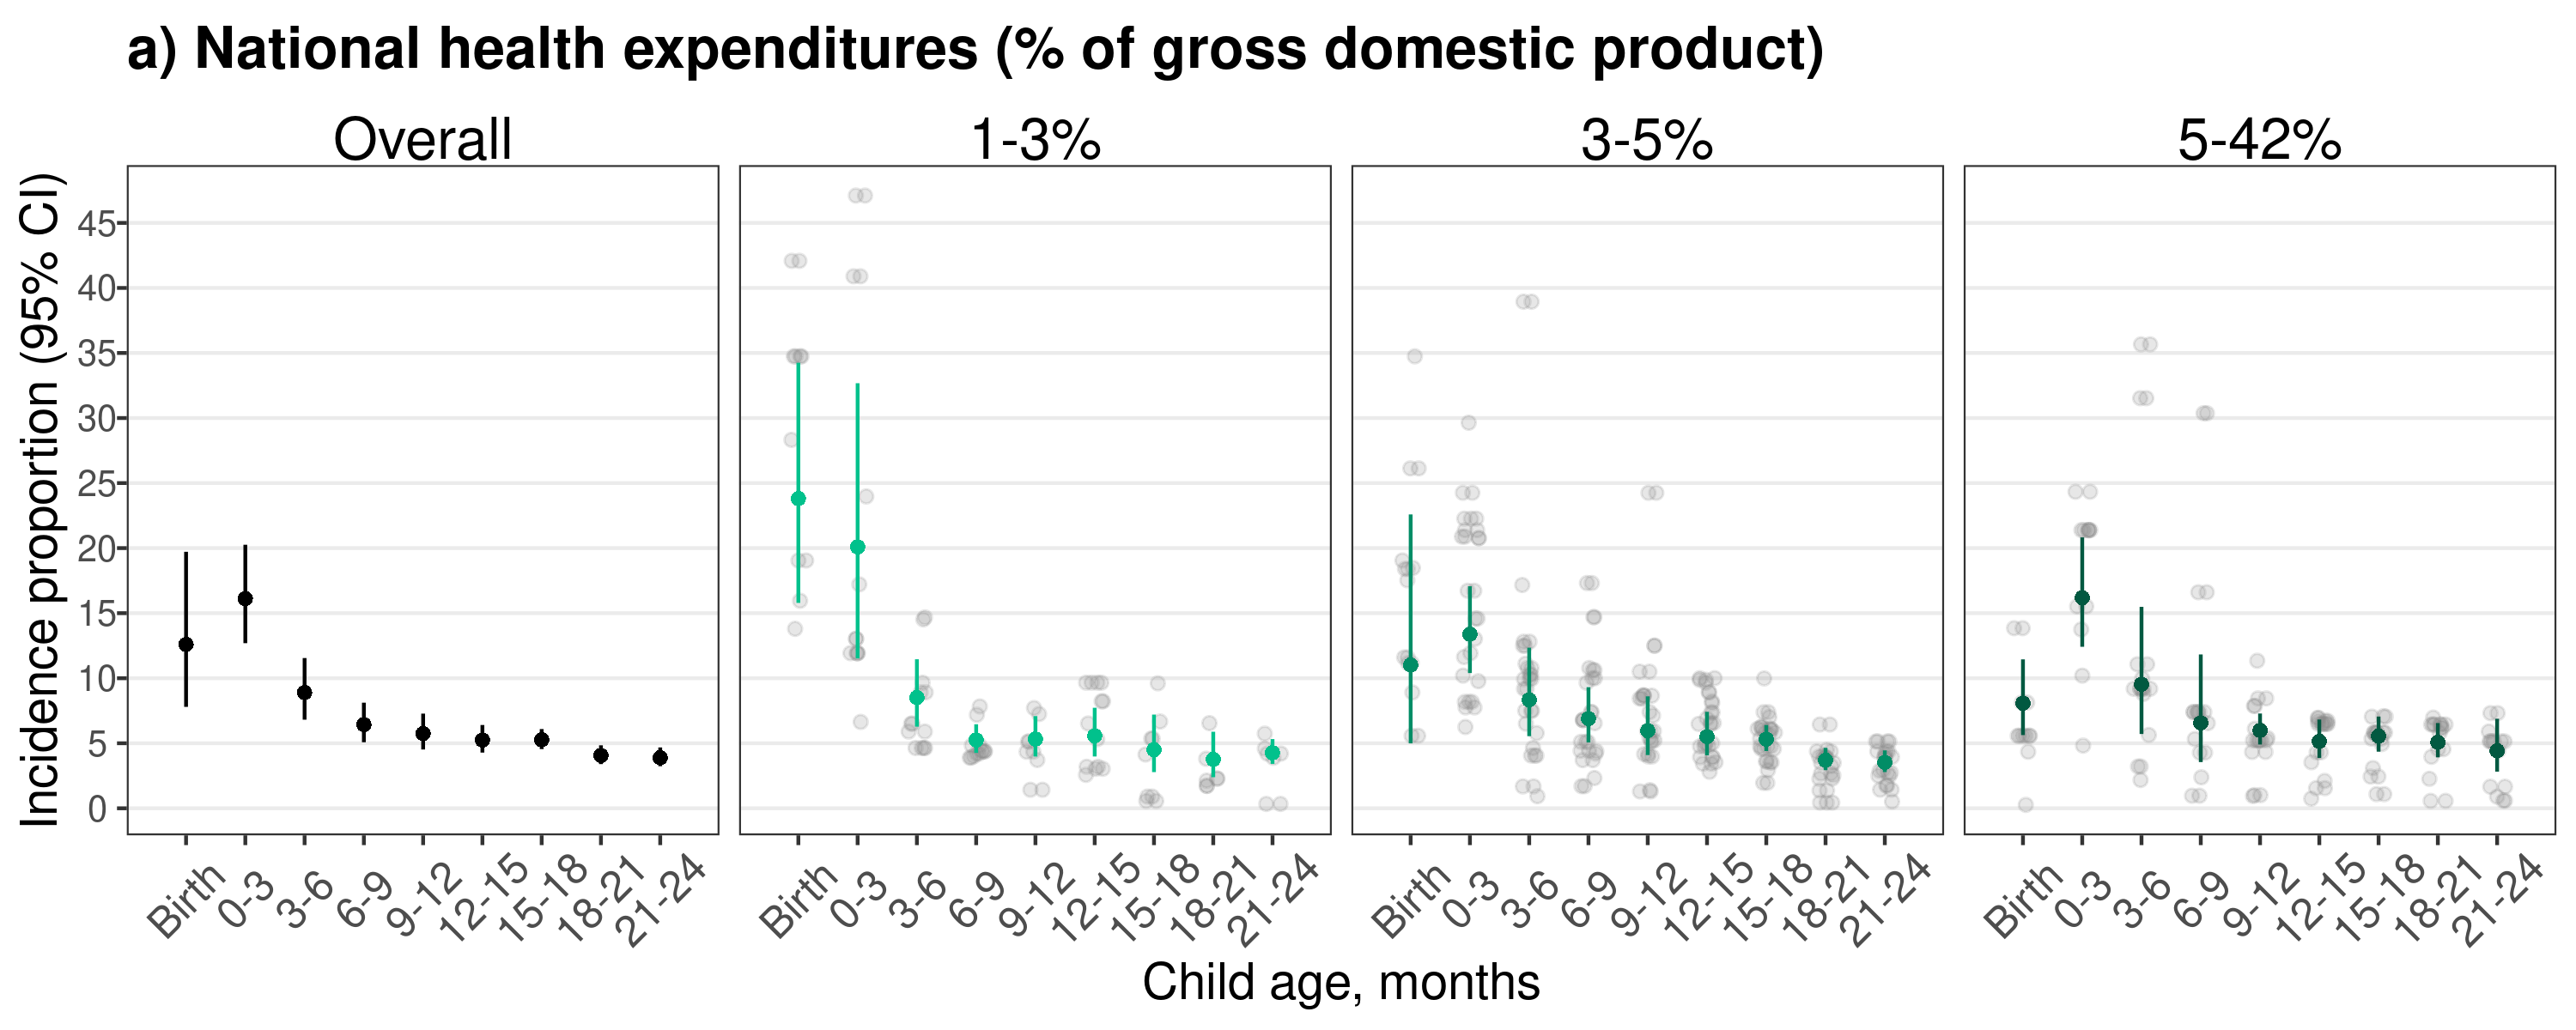 a) National health expenditures (% of gross domestic product)
Overall
1-3%
3-5%
5-42%
Incidence proportion (95% CI)
45
40
35
30
25
20
15
10
5
0
Birth 0-3 3-6 6-9 9-12 12-15 15-18 18-21 21-24
Birth 0-3 3-6 6-9 9-12 12-15 15-18 18-21 21-24
Birth 0-3 3-6 6-9 9-12 12-15 15-18 18-21 21-24
Birth 0-3 3-6 6-9 9-12 12-15 15-18 18-21 21-24
Child age, months